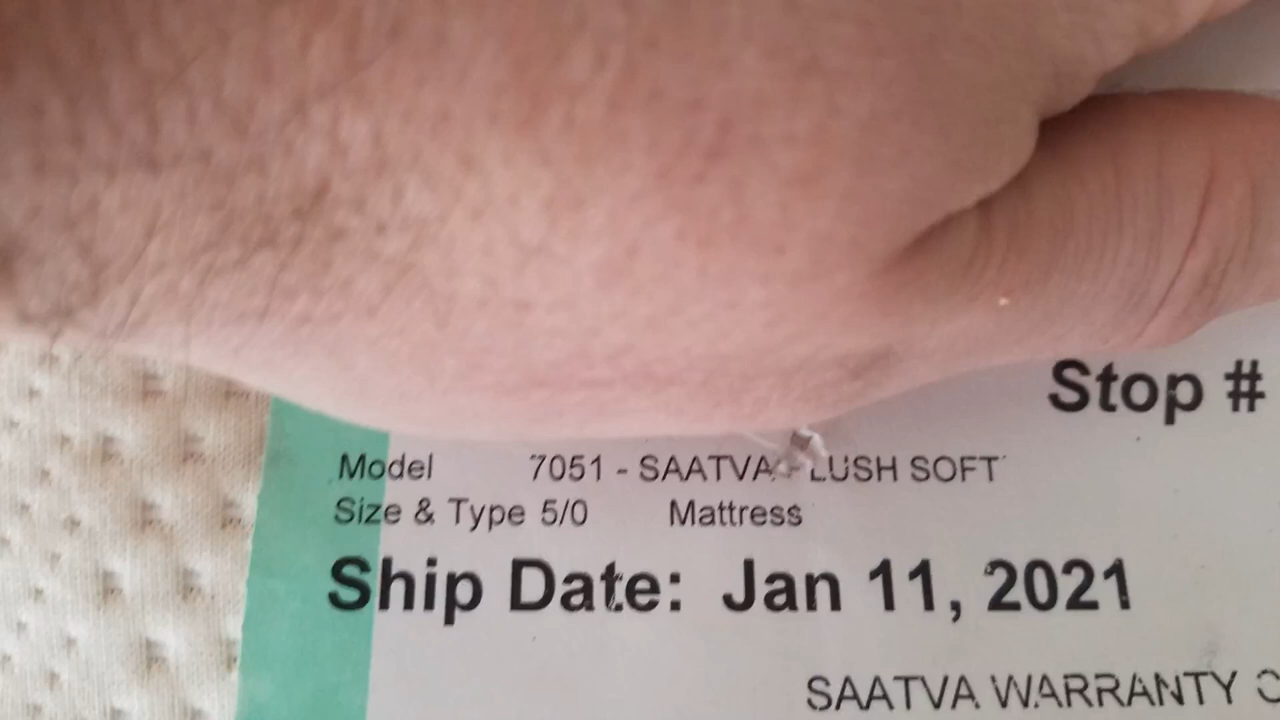 Stop #
Model 7051 - SAATVA - LUSH SOFT
Size & Type 5/0 Mattress
Ship Date: Jan 11, 2021
SAATVA WARRANTY